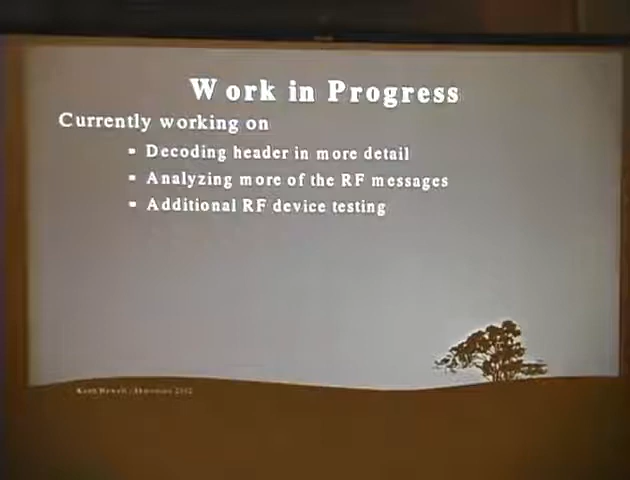 Work in Progress
Currently working on
▪ Decoding header in more detail
▪ Analyzing more of the RF messages
▪ Additional RF device testing